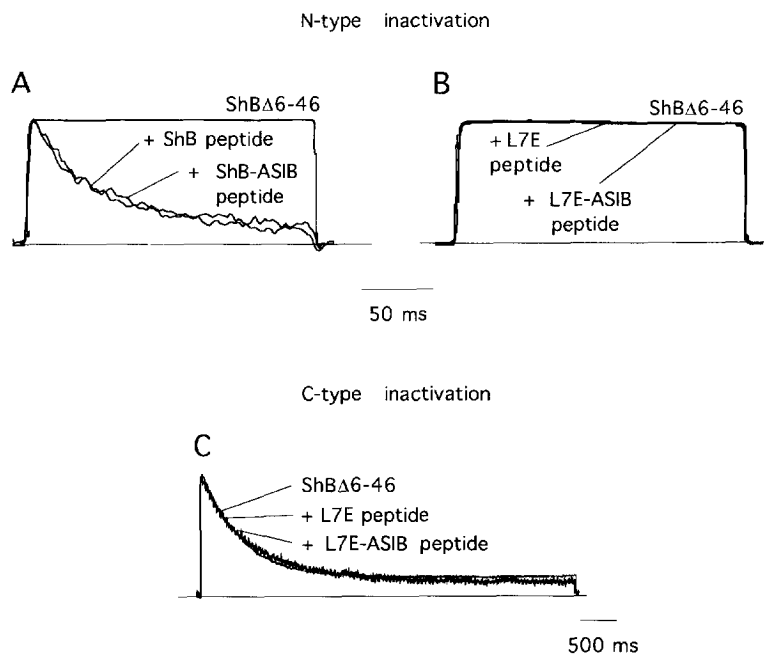 N-type inactivation
A
ShBΔ6-46
+ ShB peptide
+ ShB-ASIB
peptide
B
ShBΔ6-46
+ L7E
peptide
+ L7E-ASIB
peptide
50 ms
C-type inactivation
C
ShBΔ6-46
+ L7E peptide
+ L7E-ASIB peptide
500 ms